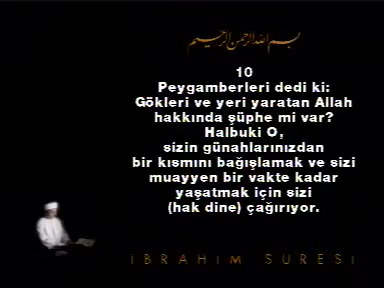 بسم الله الرحمن الرحيم
10
Peygamberleri dedi ki:
Gökleri ve yeri yaratan Allah
hakkında şüphe mi var?
Halbuki O,
sizin günahlarınızdan
bir kısmını bağışlamak ve sizi
muayyen bir vakte kadar
yaşatmak için sizi
(hak dine) çağırıyor.
İBRAHİM SURESİ